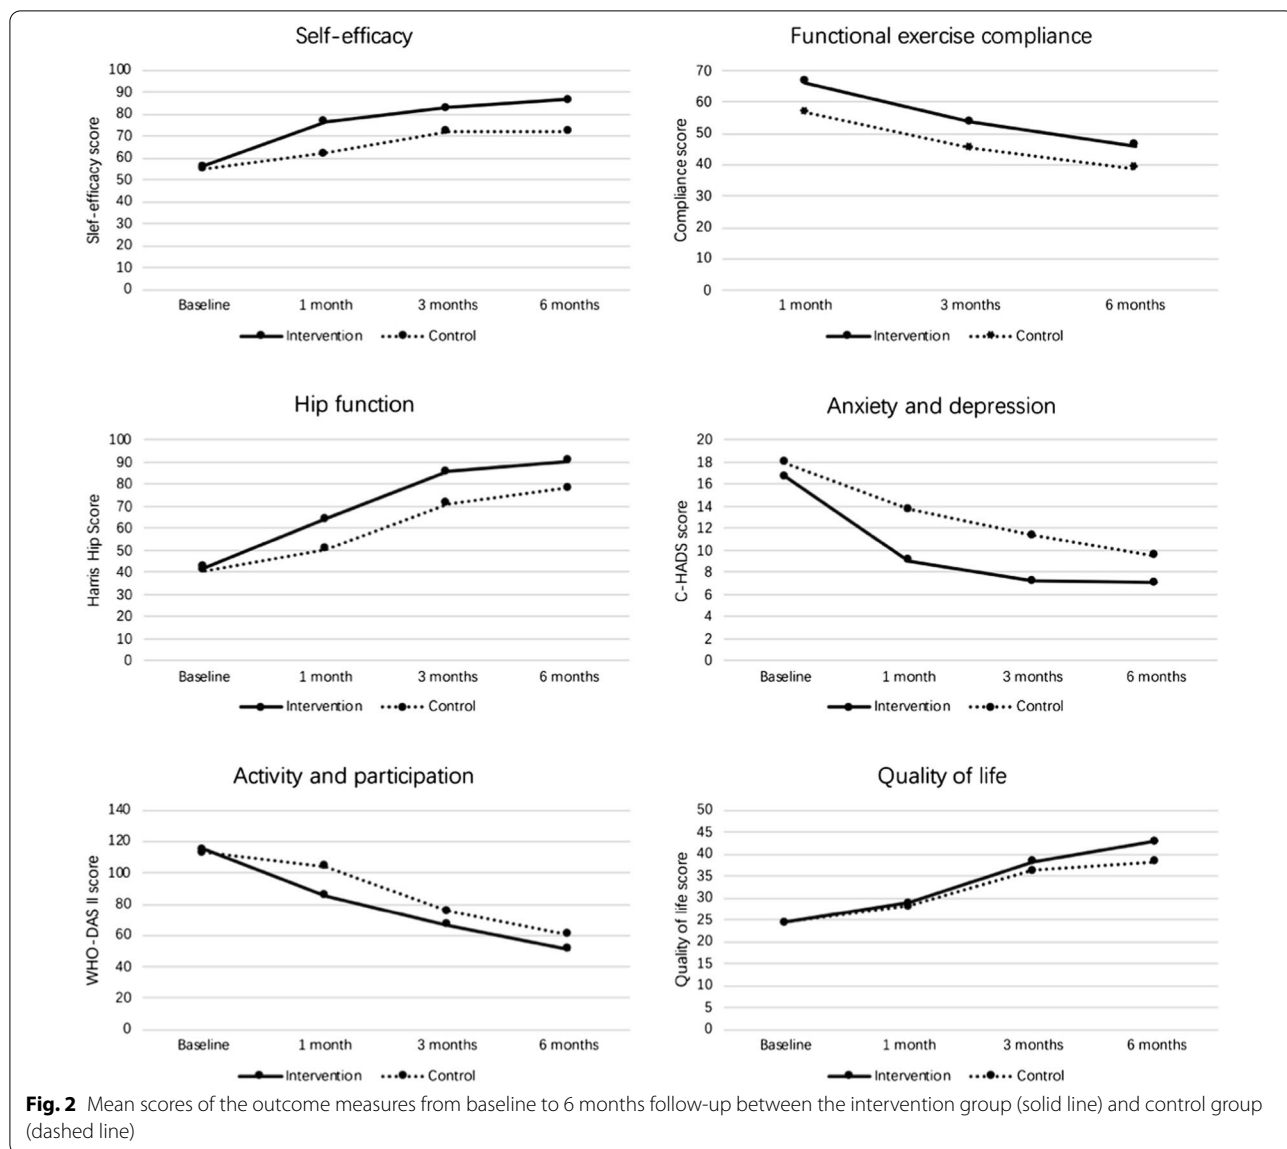 Self-efficacy
Slef-efficacy score
100
90
80
70
60
50
40
30
20
10
0
Baseline 1 month 3 months 6 months
Intervention Control
Functional exercise compliance
Compliance score
70
60
50
40
30
20
10
0
1 month 3 months 6 months
Intervention Control
Hip function
Harris Hip Score
100
90
80
70
60
50
40
30
20
10
0
Baseline 1 month 3 months 6 months
Intervention Control
Anxiety and depression
C-HADS score
20
18
16
14
12
10
8
6
4
2
0
Baseline 1 month 3 months 6 months
Intervention Control
Activity and participation
WHO-DAS II score
140
120
100
80
60
40
20
0
Baseline 1 month 3 months 6 months
Intervention Control
Quality of life
Quality of life score
50
45
40
35
30
25
20
15
10
5
0
Baseline 1 month 3 months 6 months
Intervention Control
Fig. 2 Mean scores of the outcome measures from baseline to 6 months follow-up between the intervention group (solid line) and control group
(dashed line)